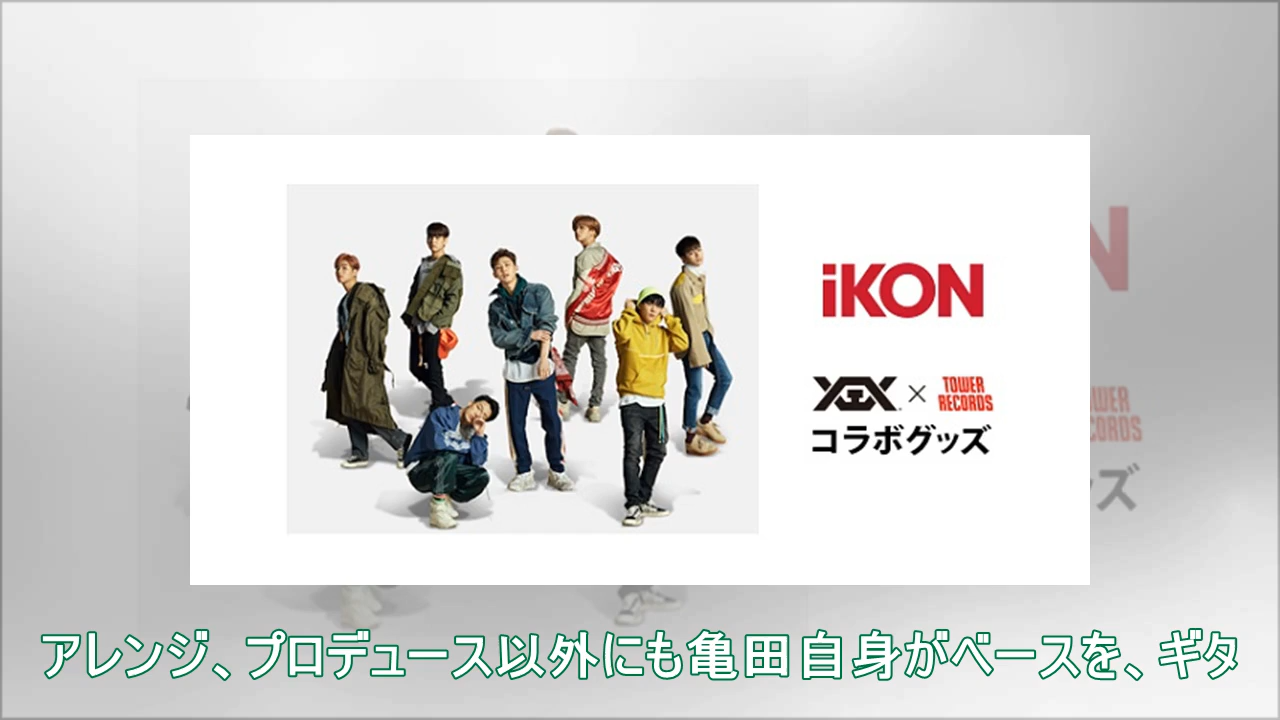 iKON
YGEX × TOWER RECORDS
コラボグッズ
アレンジ、プロデュース以外にも亀田自身がベースを、ギタ